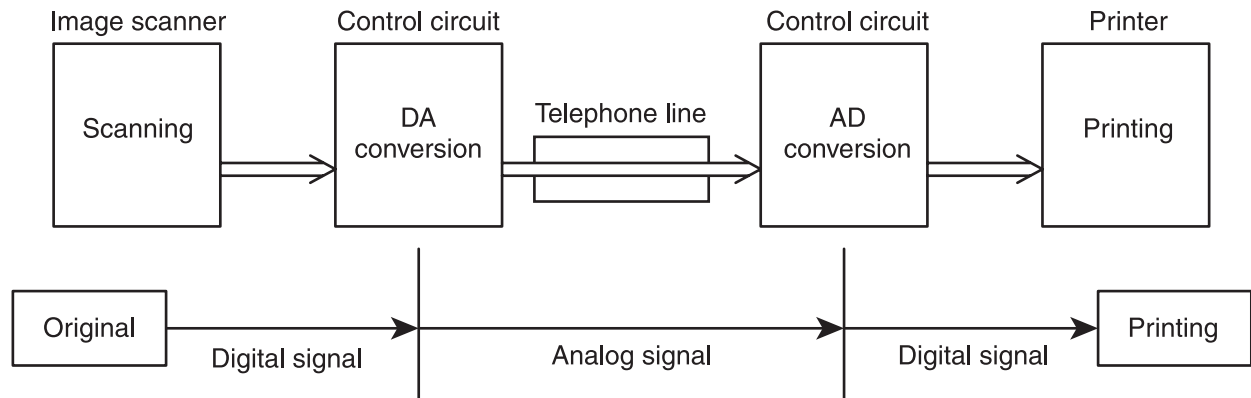 Image scanner
Control circuit
Control circuit
Printer
Scanning
DA
conversion
Telephone line
AD
conversion
Printing
Original
Digital signal
Analog signal
Digital signal
Printing